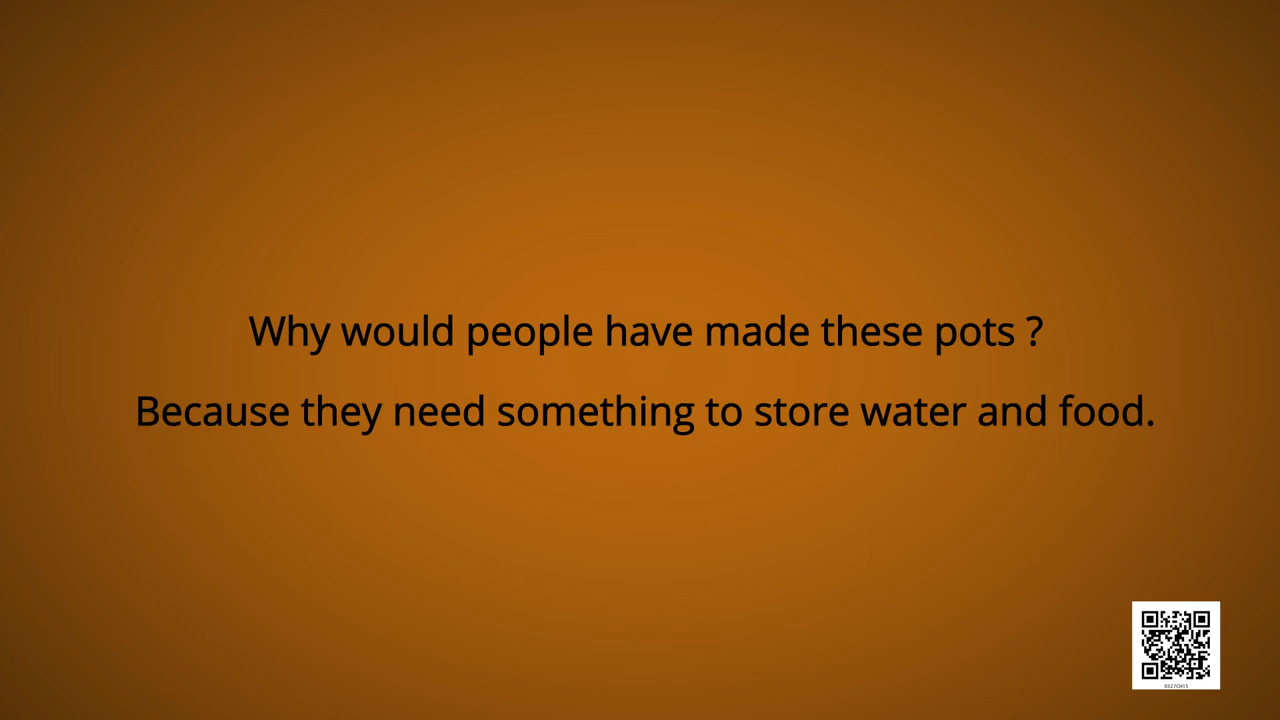 Why would people have made these pots ?
Because they need something to store water and food.